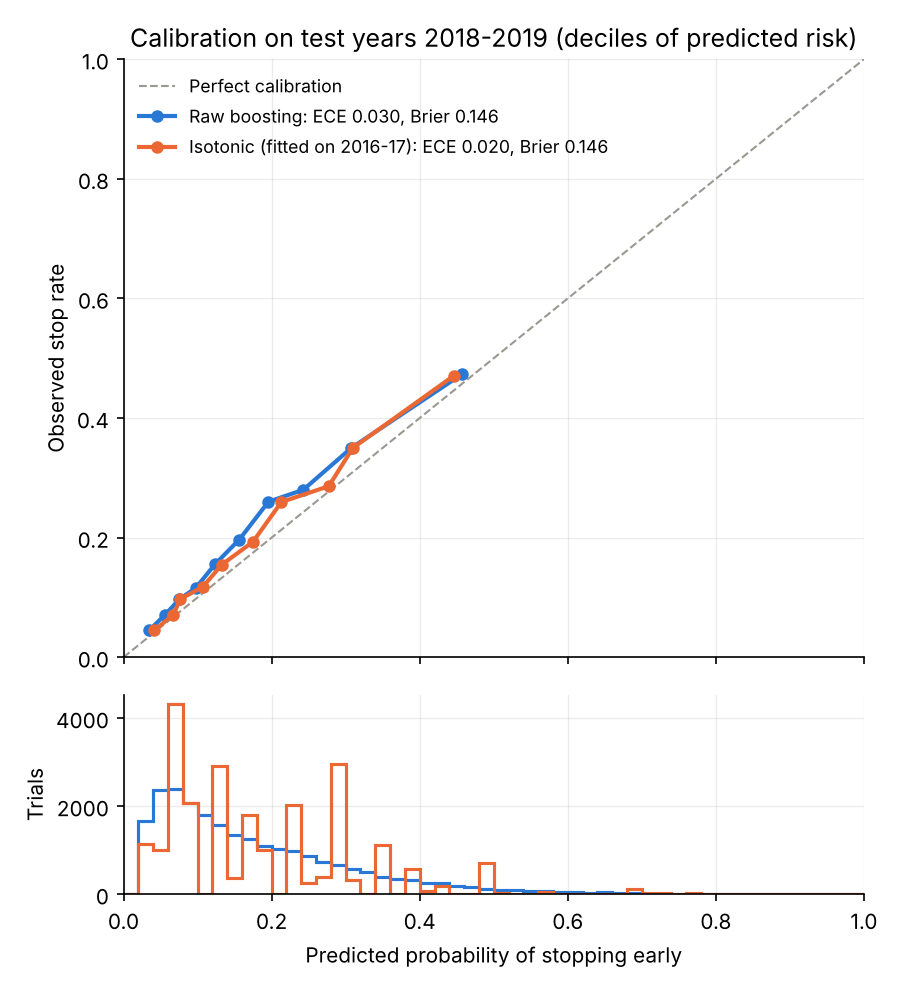 Calibration on test years 2018-2019 (deciles of predicted risk)
1.0
Perfect calibration
Raw boosting: ECE 0.030, Brier 0.146
Isotonic (fitted on 2016-17): ECE 0.020, Brier 0.146
0.8
0.6
Observed stop rate
0.4
0.2
0.0
4000
Trials
2000
0
0.0 0.2 0.4 0.6 0.8 1.0
Predicted probability of stopping early